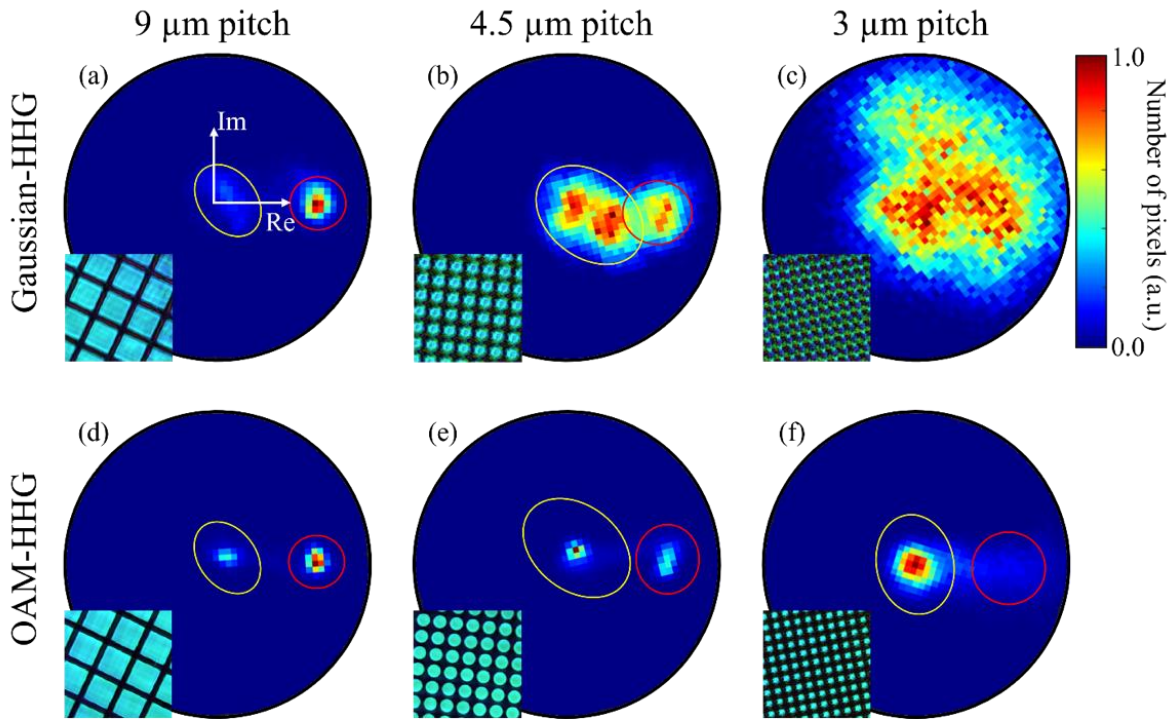 9 µm pitch
4.5 µm pitch
3 µm pitch
Gaussian-HHG
(a)
Im
Re
(b)
(c)
1.0
0.0
Number of pixels (a.u.)
OAM-HHG
(d)
(e)
(f)